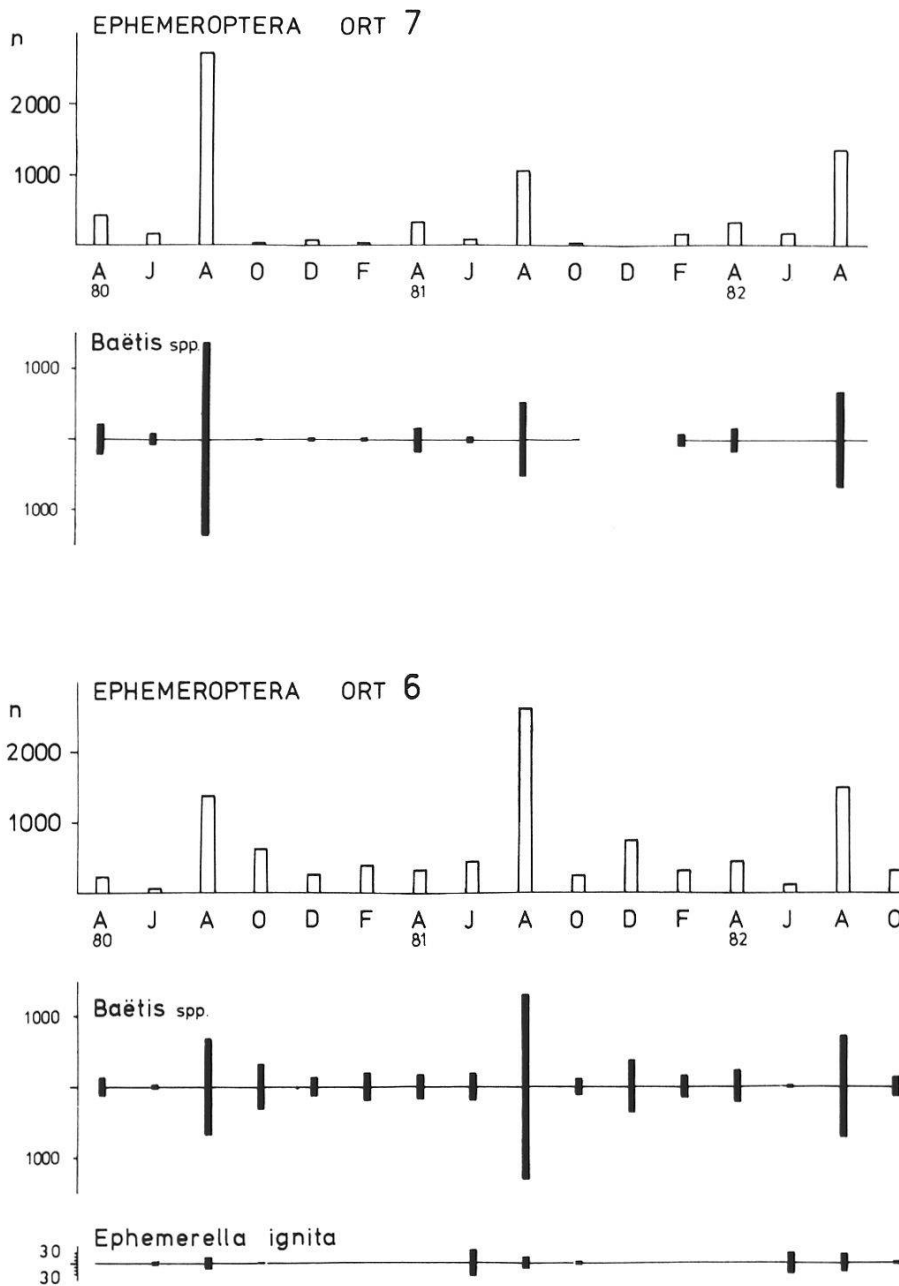 EPHEMEROPTERA ORT 7
n
2000
1000
A J A O D F A J A O D F A J A
80 81 82
Baëtis spp.
1000
1000
EPHEMEROPTERA ORT 6
n
2000
1000
A J A O D F A J A O D F A J A O
80 81 82
Baëtis spp.
1000
1000
Ephemerella ignita
30
30